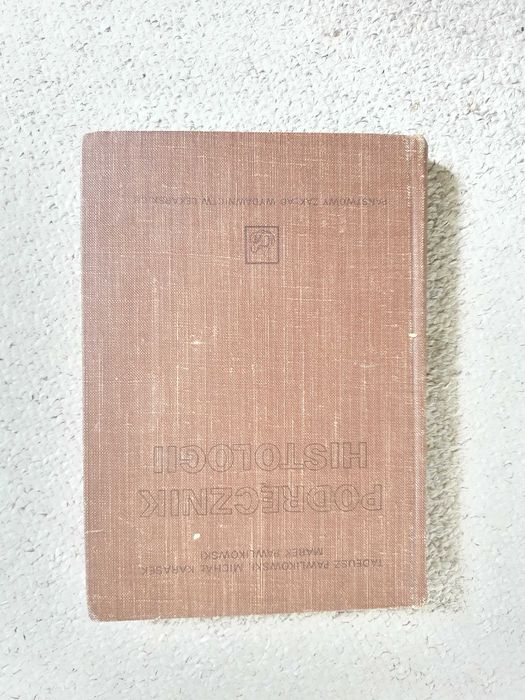 TADEUSZ PAWLIKOWSKI, MICHAŁ KARASEK
MAREK PAWLIKOWSKI
PODRĘCZNIK
HISTOLOGII
PAŃSTWOWY ZAKŁAD WYDAWNICTW LEKARSKICH